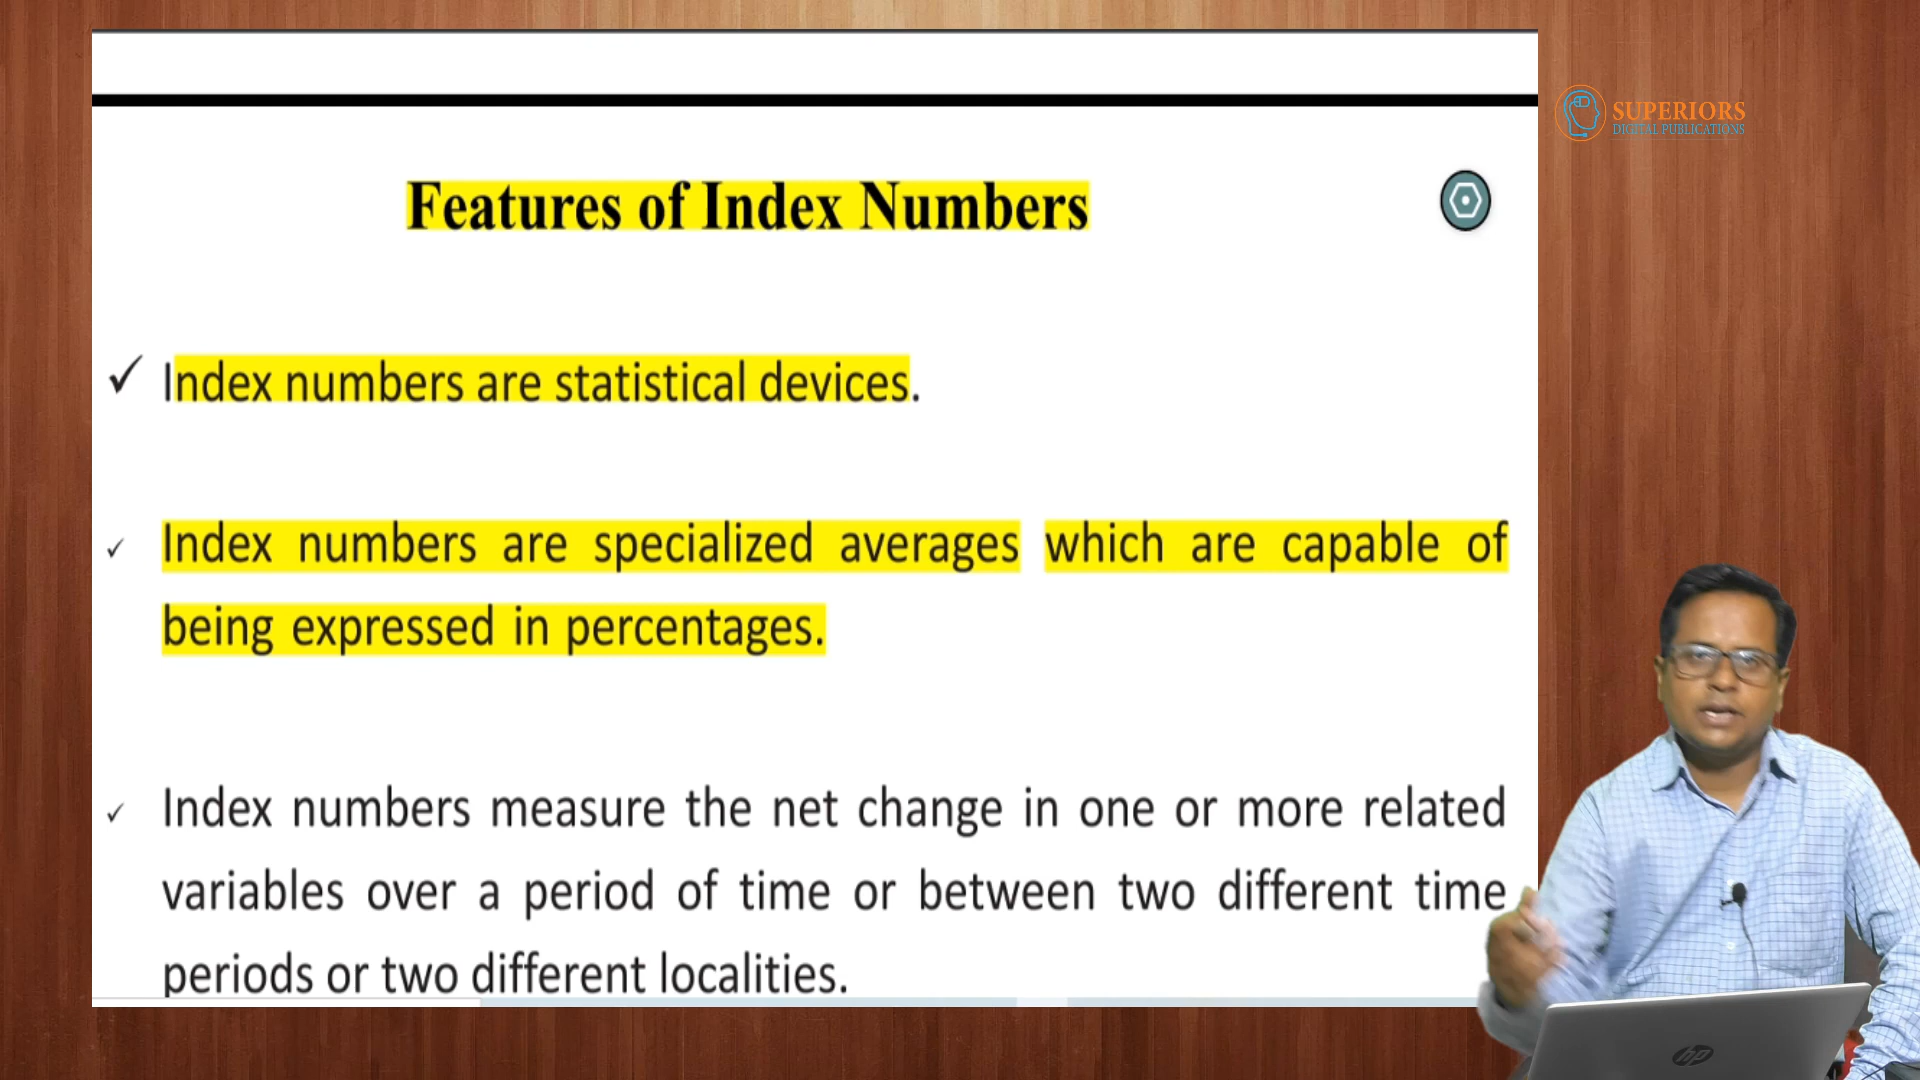 SUPERIORS
DIGITAL PUBLICATIONS
Features of Index Numbers
✓ Index numbers are statistical devices.
✓ Index numbers are specialized averages which are capable of
being expressed in percentages.
✓ Index numbers measure the net change in one or more related
variables over a period of time or between two different time
periods or two different localities.
hp